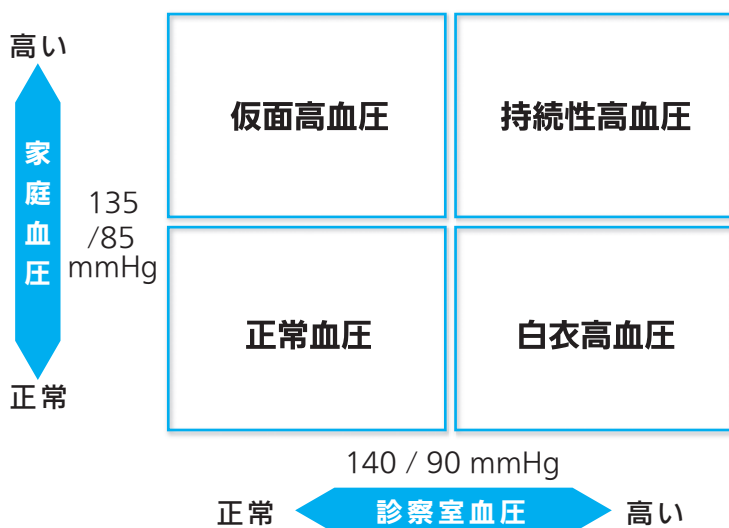 高い
仮面高血圧
持続性高血圧
家庭血圧
135
/85
mmHg
正常血圧
白衣高血圧
正常
140 / 90 mmHg
正常
診察室血圧
高い